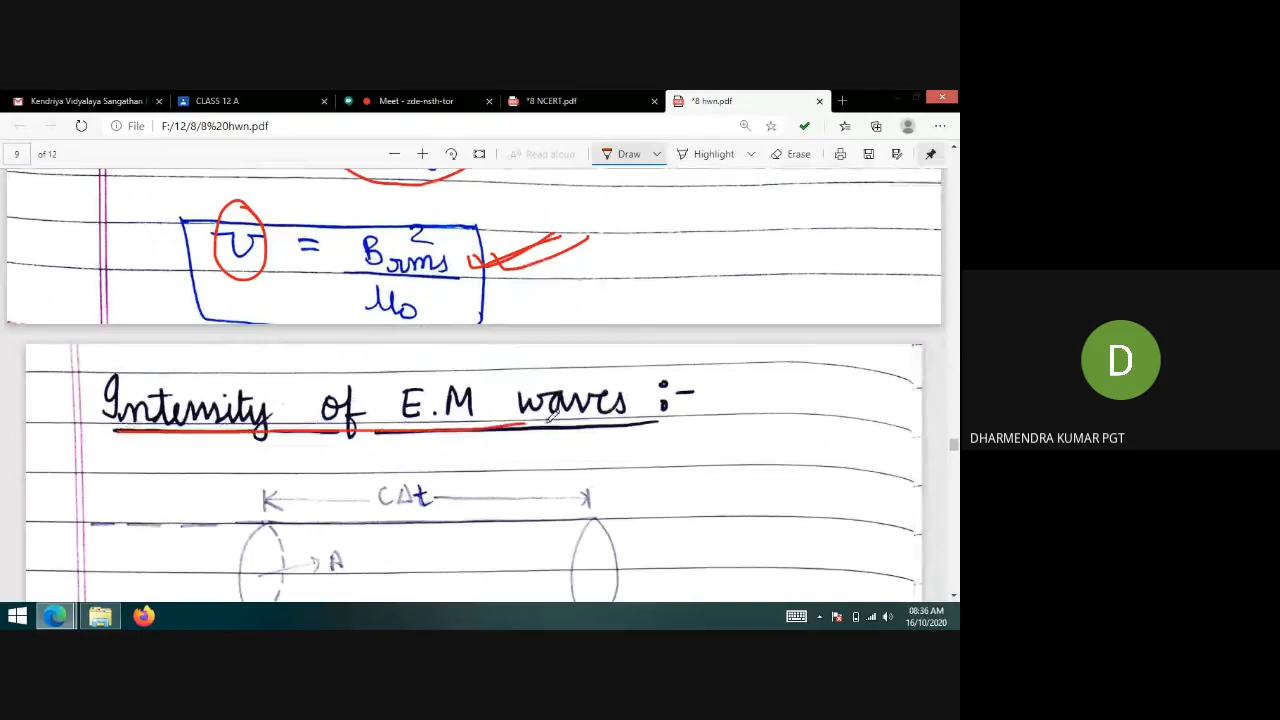 Kendriya Vidyalaya Sangathan
CLASS 12 A
Meet - zde-nsth-tor
*8 NCERT.pdf
*8 hwn.pdf
File
F:/12/8/8%20hwn.pdf
9
of 12
Read aloud
Draw
Highlight
Erase
U = B²rms
μ0
Intensity of E.M waves :-
CΔt
A
08:36 AM
16/10/2020
D
DHARMENDRA KUMAR PGT